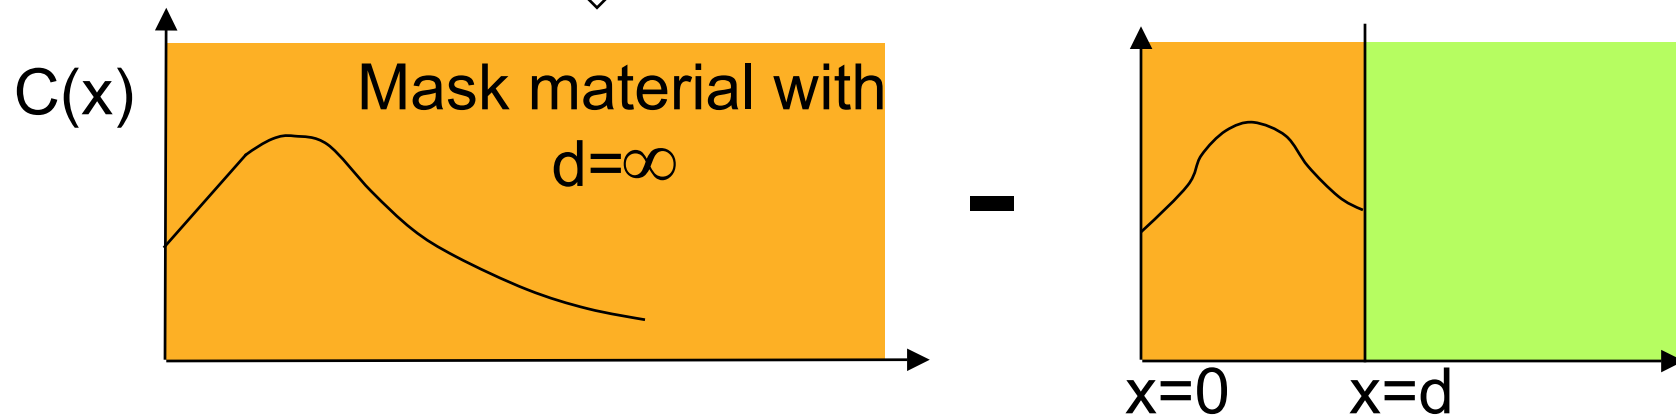 C(x)
Mask material with
d=∞
-
x=0
x=d